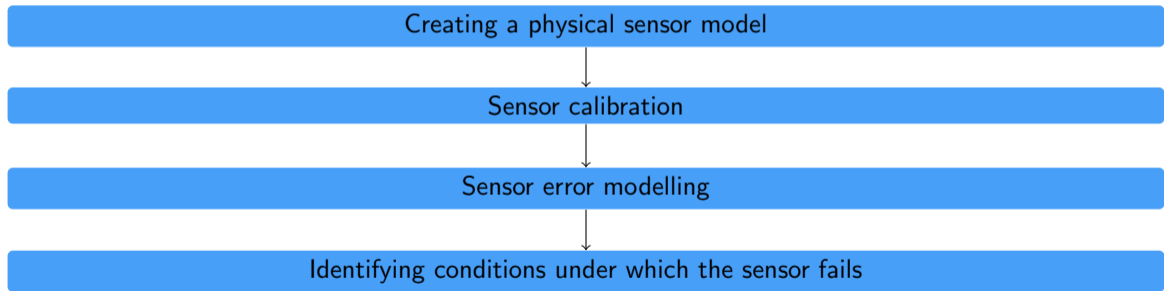 Creating a physical sensor model
Sensor calibration
Sensor error modelling
Identifying conditions under which the sensor fails